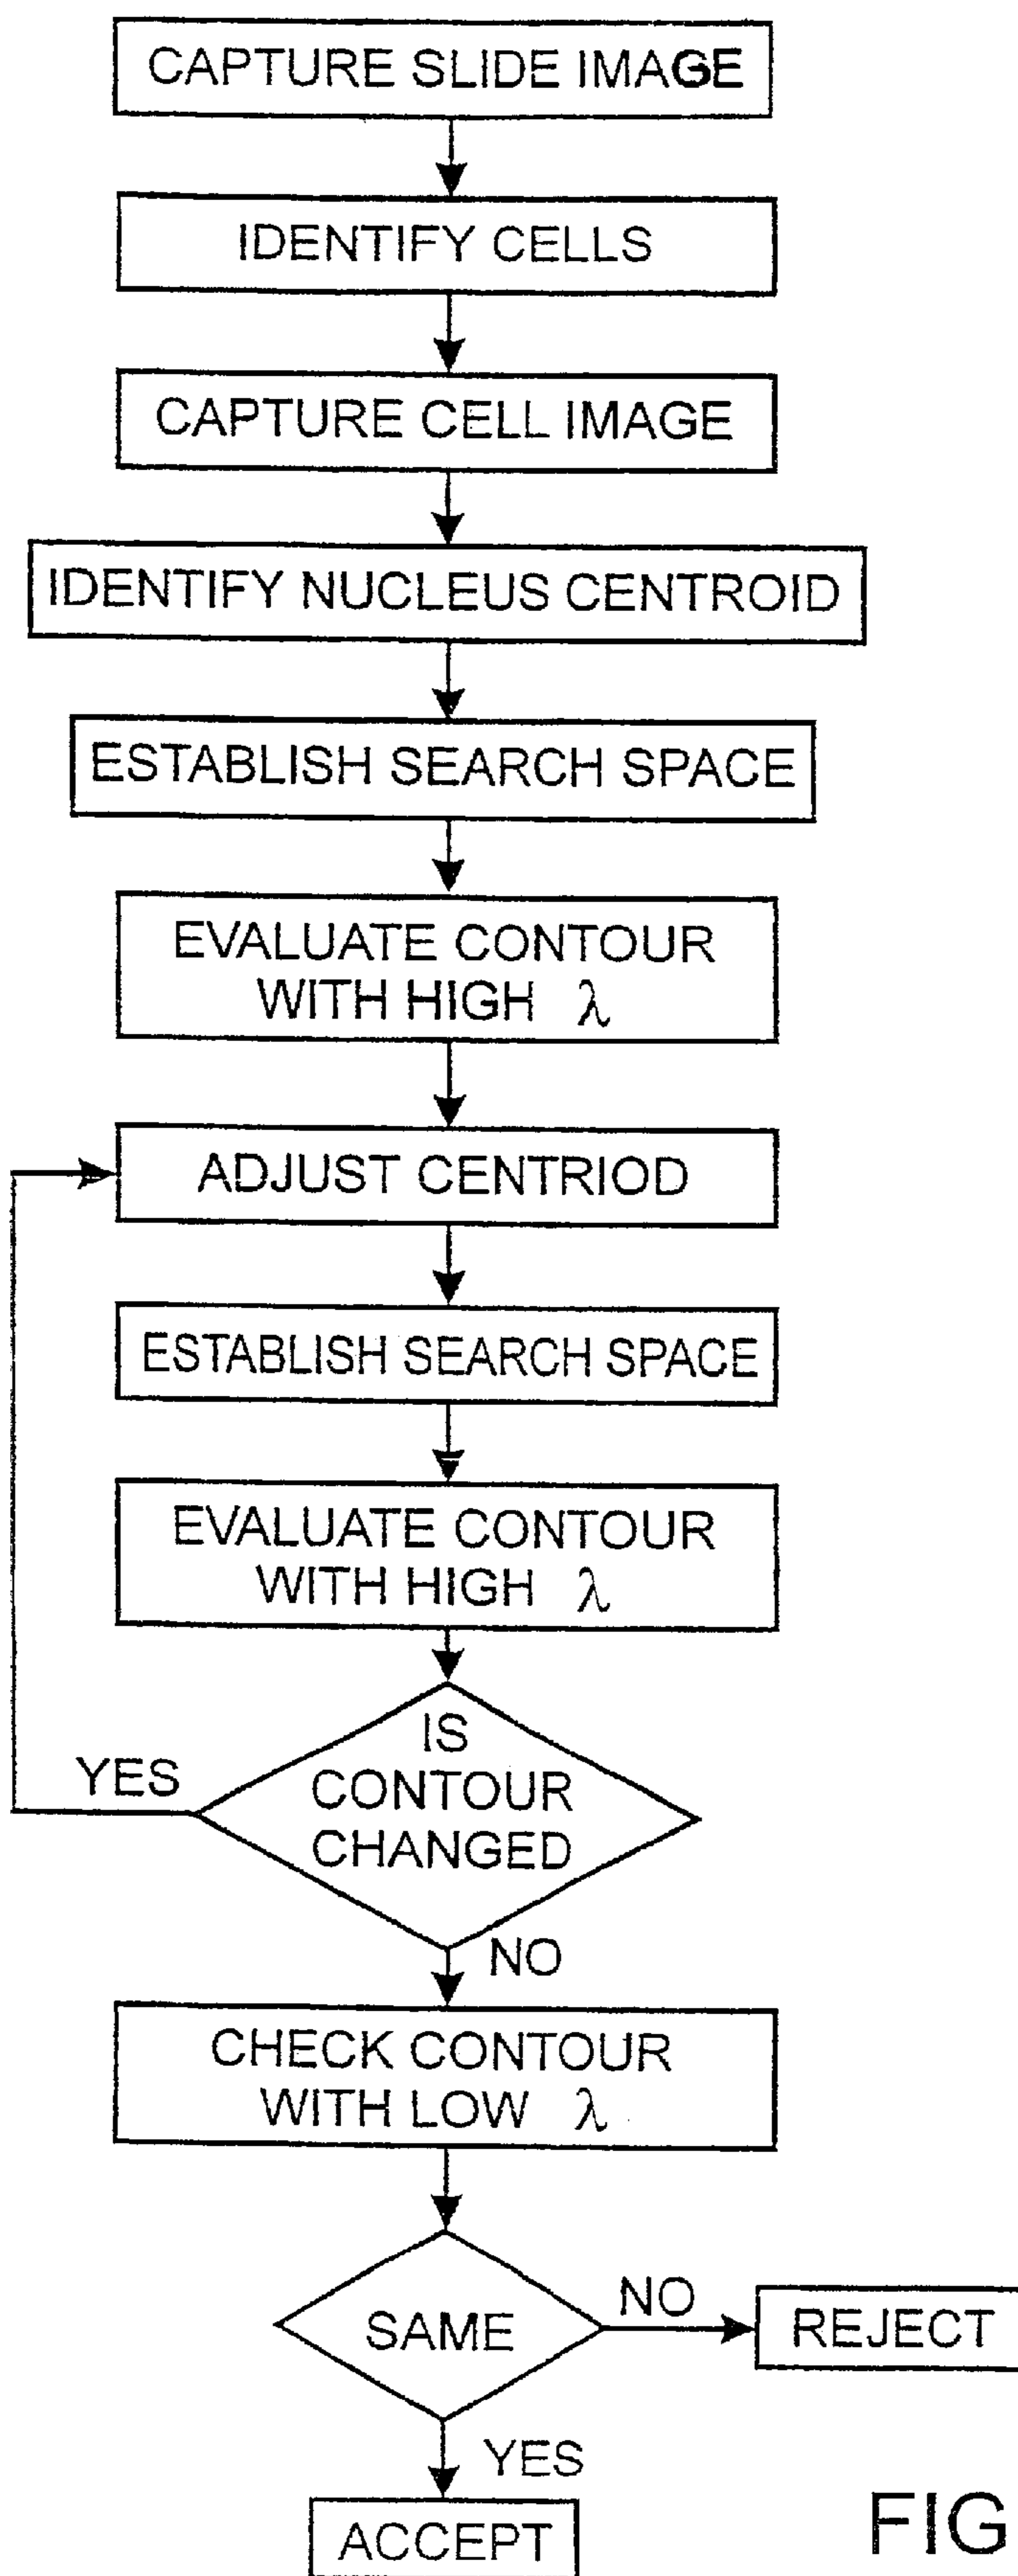 CAPTURE SLIDE IMAGE
IDENTIFY CELLS
CAPTURE CELL IMAGE
IDENTIFY NUCLEUS CENTROID
ESTABLISH SEARCH SPACE
EVALUATE CONTOUR
WITH HIGH λ
ADJUST CENTRIOD
ESTABLISH SEARCH SPACE
EVALUATE CONTOUR
WITH HIGH λ
IS
CONTOUR
CHANGED
YES
NO
CHECK CONTOUR
WITH LOW λ
SAME
NO
REJECT
YES
ACCEPT
FIG